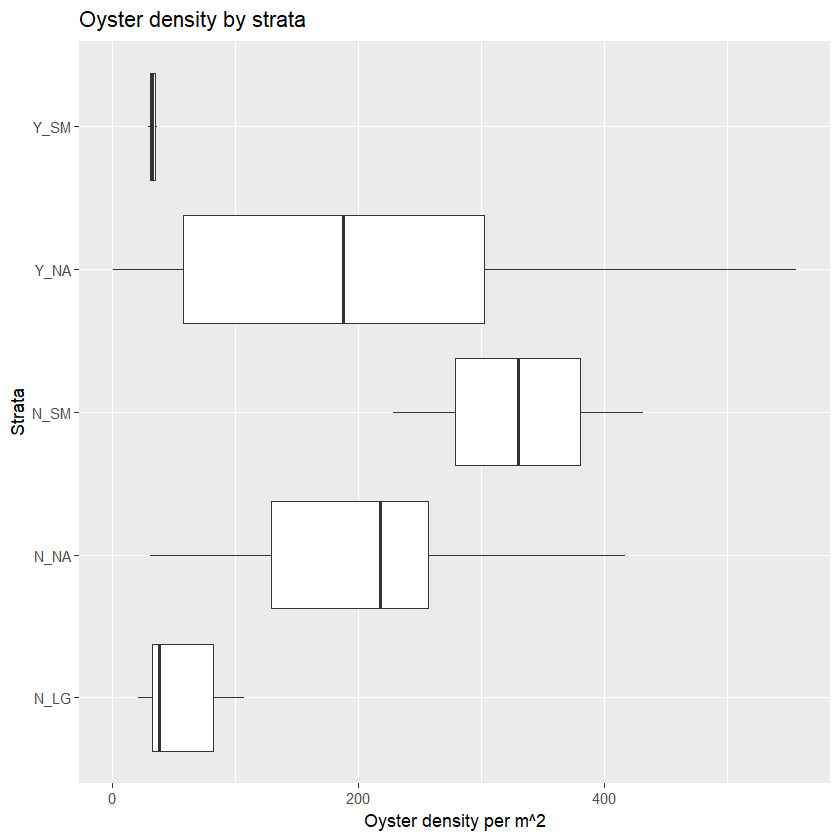 Oyster density by strata
Strata
Y_SM
Y_NA
N_SM
N_NA
N_LG
0
200
400
Oyster density per m^2